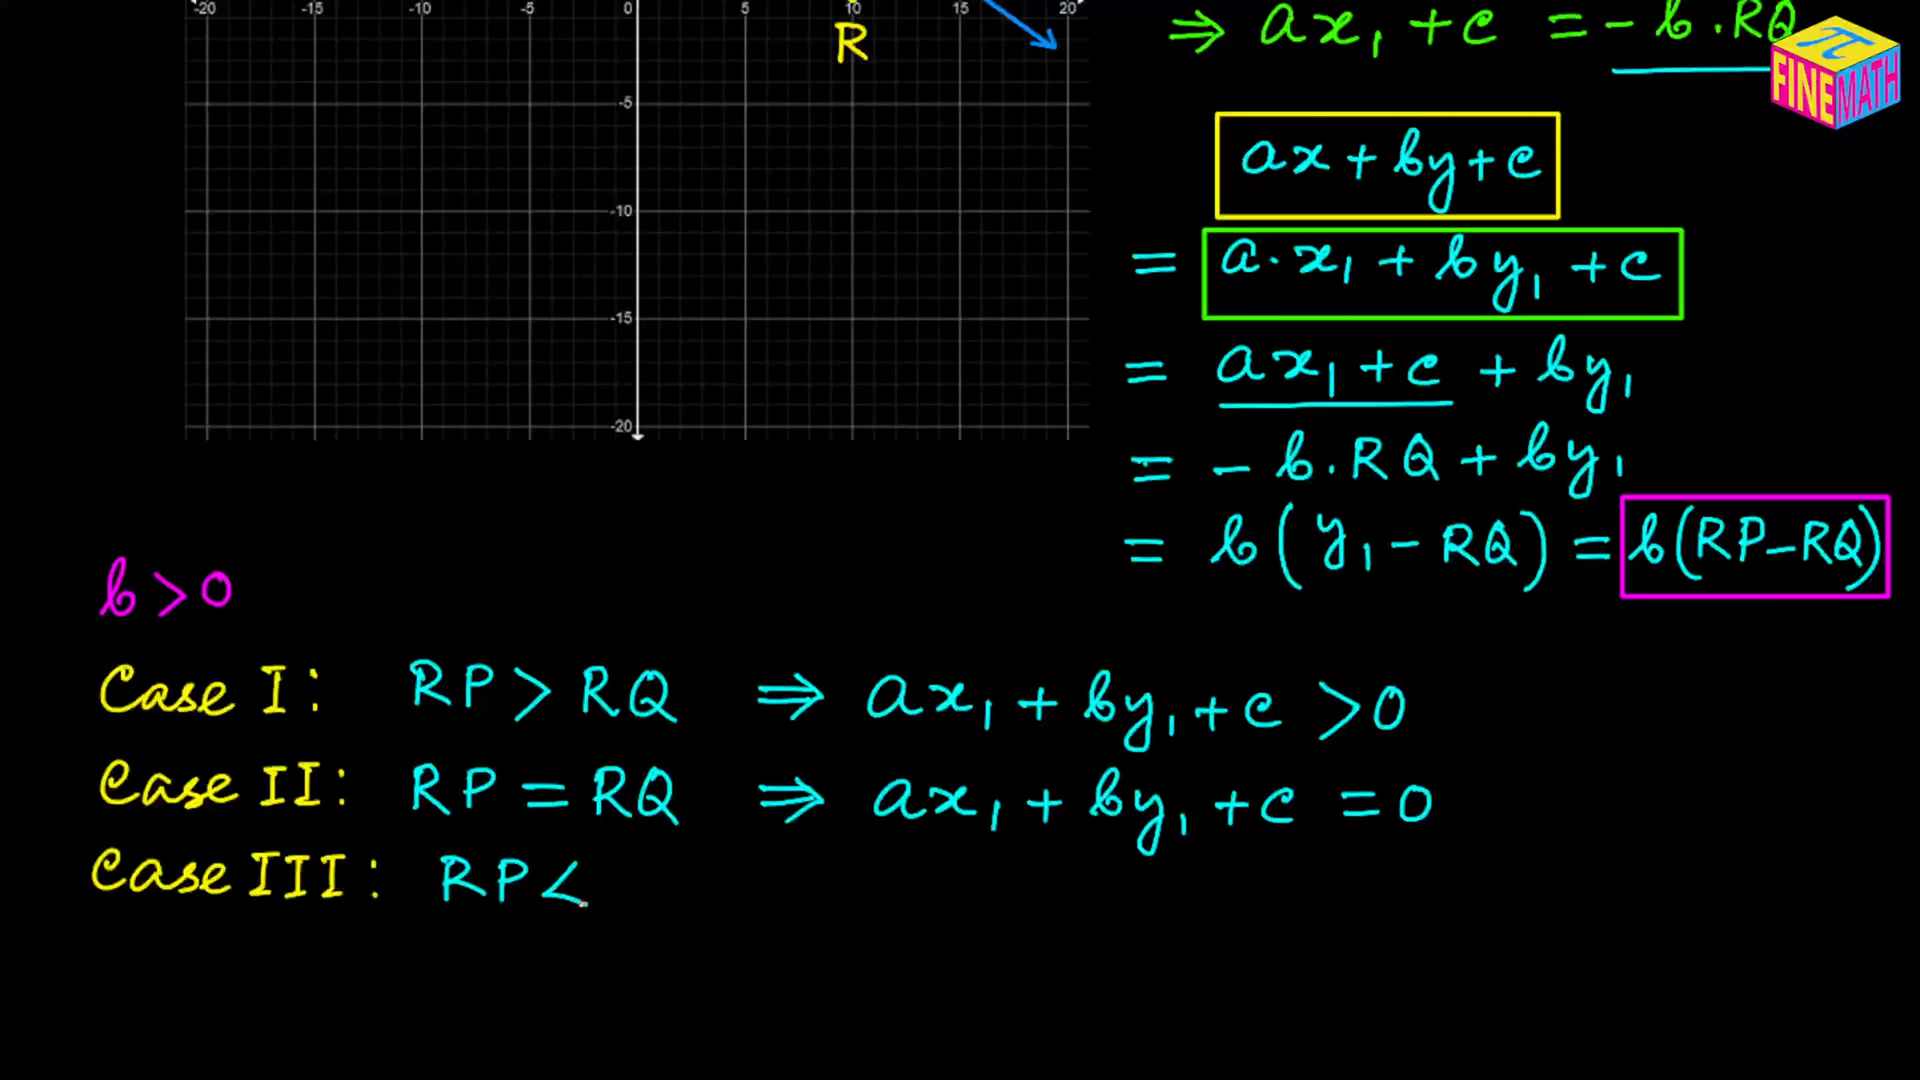 -20 -15 -10 -5 0 5 10 15 20
R
-5
-10
-15
-20
⇒ ax₁ + c = - b.RQ
π FINE MATH
ax + by + c
= a.x₁ + by₁ + c
= ax₁ + c + by₁
= - b.RQ + by₁
= b(y₁ - RQ) = b(RP - RQ)
b > 0
Case I: RP > RQ ⇒ ax₁ + by₁ + c > 0
Case II: RP = RQ ⇒ ax₁ + by₁ + c = 0
Case III: RP <